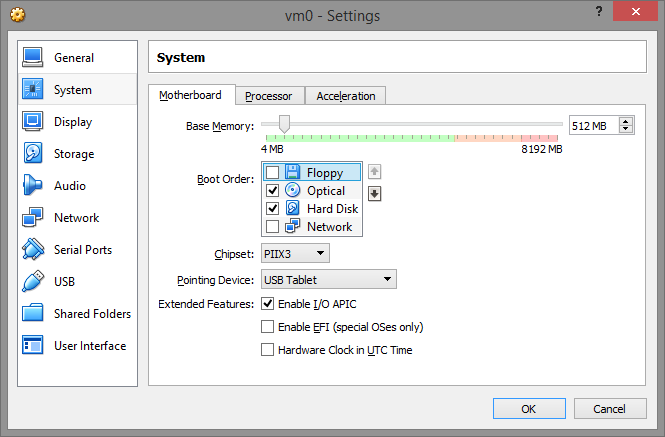 vm0 - Settings
?
General
System
Display
Storage
Audio
Network
Serial Ports
USB
Shared Folders
User Interface
System
Motherboard Processor Acceleration
Base Memory: 512 MB
4 MB 8192 MB
Boot Order: Floppy
Optical
Hard Disk
Network
Chipset: PIIX3
Pointing Device: USB Tablet
Extended Features: Enable I/O APIC
Enable EFI (special OSes only)
Hardware Clock in UTC Time
OK Cancel